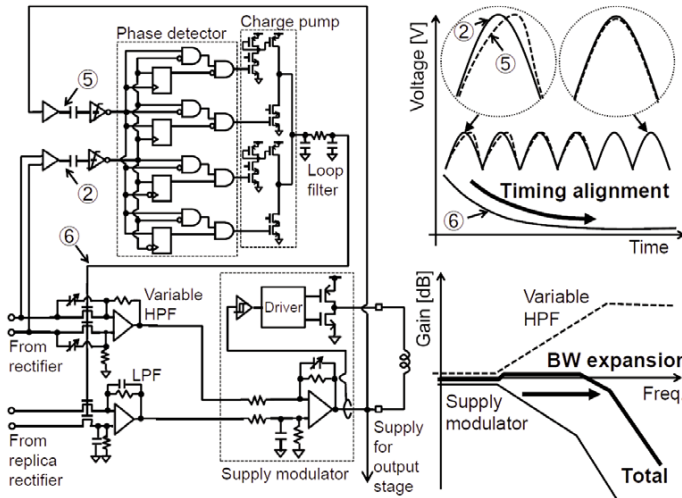 Phase detector
Charge pump
⑤
②
Loop
filter
⑥
Variable
HPF
From
rectifier
LPF
From
replica
rectifier
Driver
Supply modulator
Supply
for
output
stage
Voltage [V]
②
⑤
Timing alignment
⑥
Time
Gain [dB]
Variable
HPF
BW expansion
Freq.
Supply
modulator
Total